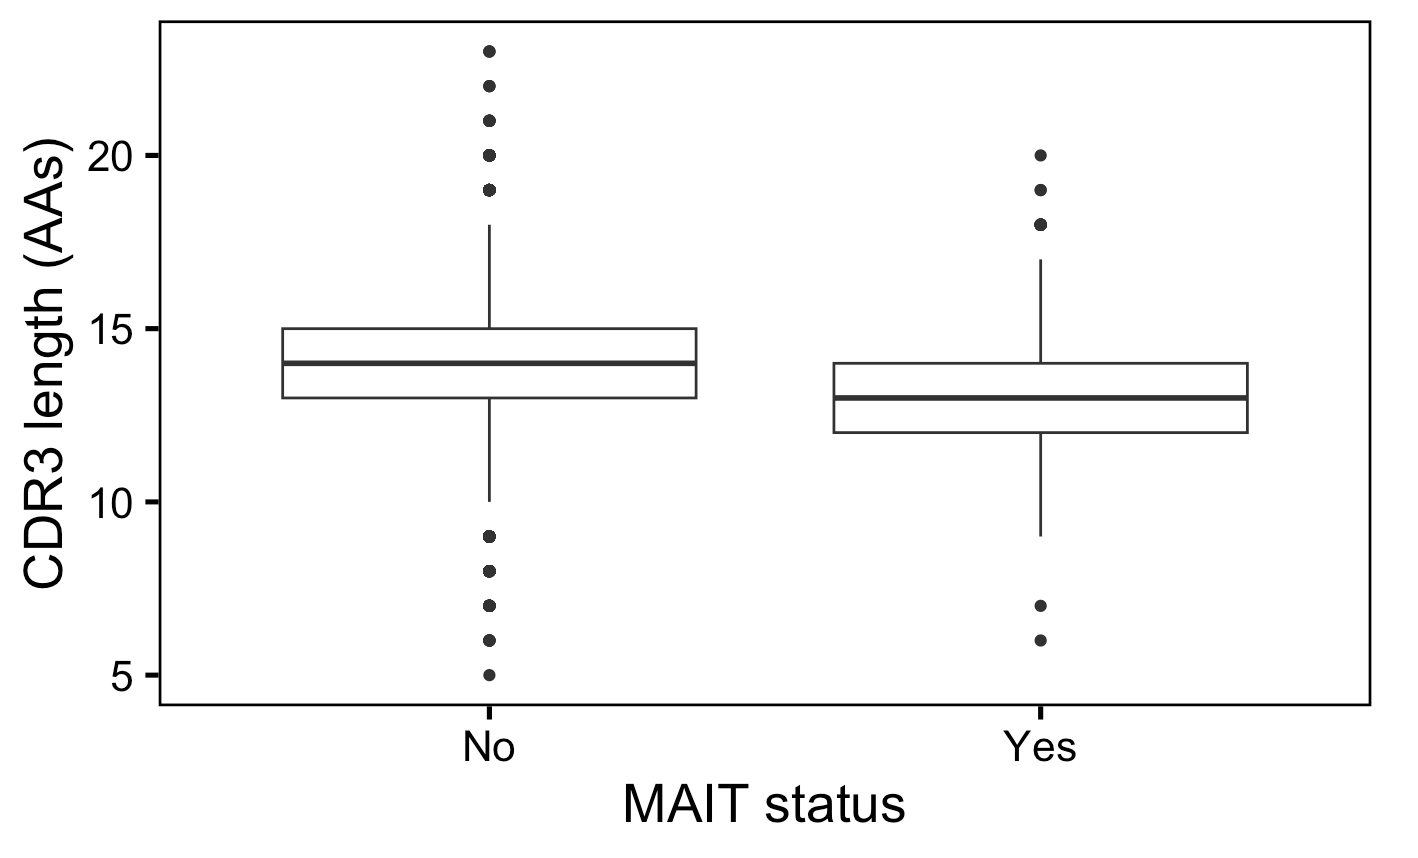 CDR3 length (AAs)
20
15
10
5
No
Yes
MAIT status